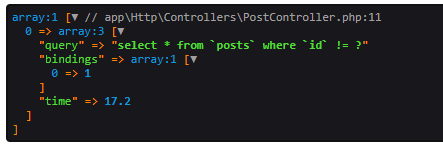 array:1 [▼ // app\Http\Controllers\PostController.php:11
0 => array:3 [▼
"query" => "select * from `posts` where `id` != ?"
"bindings" => array:1 [▼
0 => 1
]
"time" => 17.2
]
]